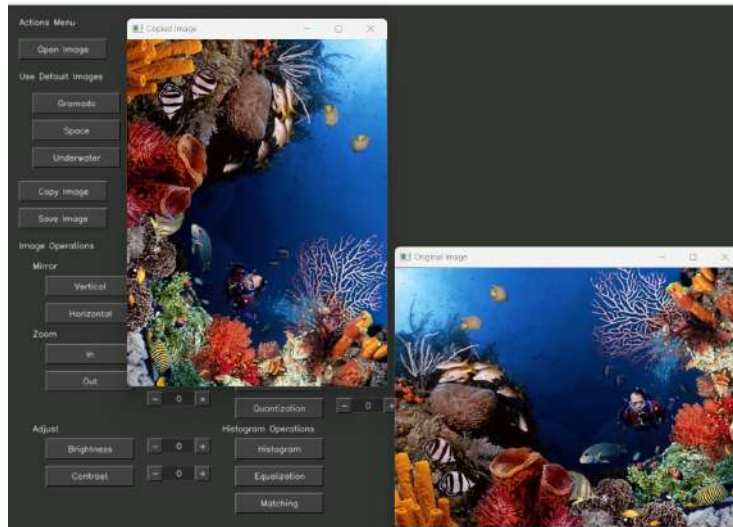 Actions Menu
Open Image
Use Default Images
Gramado
Space
Underwater
Copy Image
Save Image
Image Operations
Mirror
Vertical
Horizontal
Zoom
In
Out
- 0 +
Adjust
Brightness - 0 +
Contrast - 0 +
Quantization - 0 +
Histogram Operations
Histogram
Equalization
Matching
Copied Image
Original Image